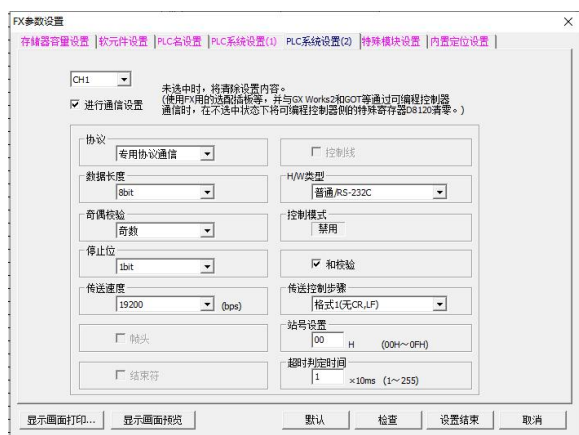 FX参数设置
存储器容量设置 软元件设置 PLC名设置 PLC系统设置(1) PLC系统设置(2) 特殊模块设置 内置定位设置
CH1
进行通信设置
未选中时，将清除设置内容。
(使用FX用的选配插板等，并与GX Works2和GOT等通过可编程控制器
通信时，在不选中状态下将可编程控制器侧的特殊寄存器D8120清零。)
协议
专用协议通信
控制线
数据长度
8bit
H/W类型
普通/RS-232C
奇偶校验
奇数
控制模式
禁用
停止位
1bit
和校验
传送速度
19200 (bps)
传送控制步骤
格式1(无CR,LF)
帧头
站号设置
00 H (00H～0FH)
结束符
超时判定时间
1 ×10ms (1～255)
显示画面打印... 显示画面预览 默认 检查 设置结束 取消